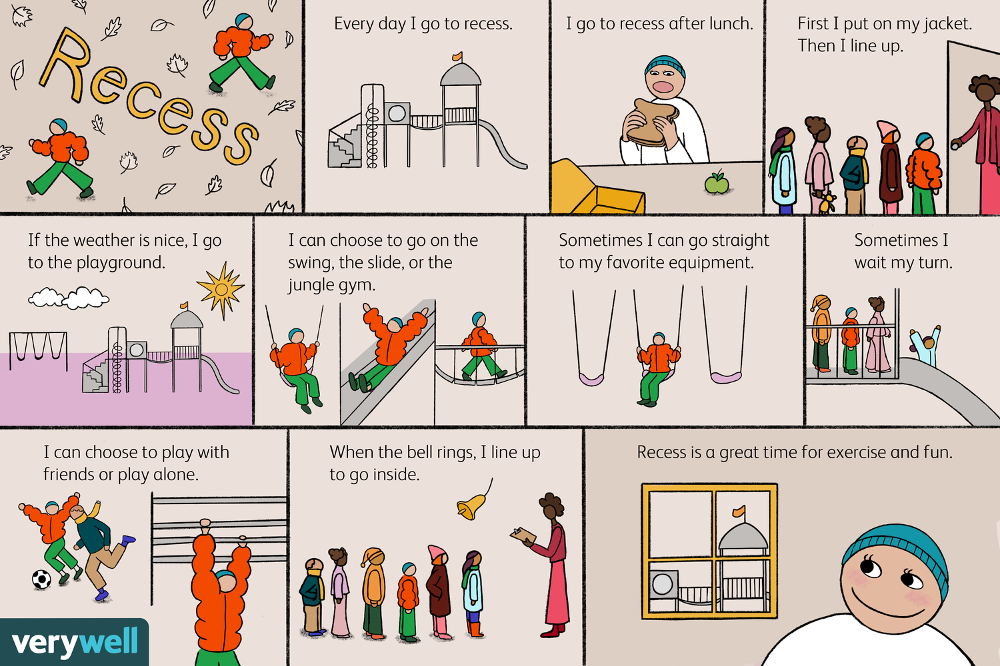 Recess
Every day I go to recess.
I go to recess after lunch.
First I put on my jacket.
Then I line up.
If the weather is nice, I go
to the playground.
I can choose to go on the
swing, the slide, or the
jungle gym.
Sometimes I can go straight
to my favorite equipment.
Sometimes I
wait my turn.
I can choose to play with
friends or play alone.
When the bell rings, I line up
to go inside.
Recess is a great time for exercise and fun.
verywell